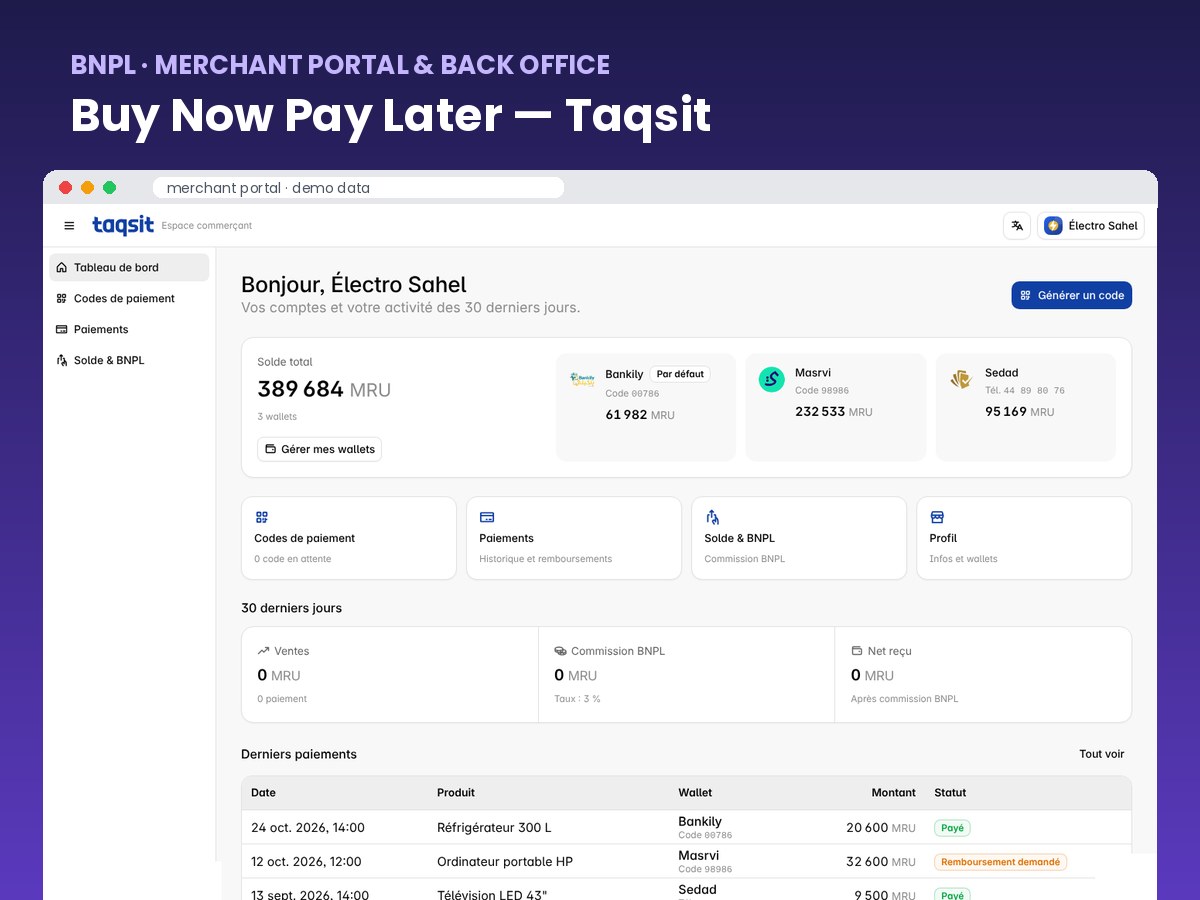 BNPL · MERCHANT PORTAL & BACK OFFICE
Buy Now Pay Later — Taqsit
merchant portal · demo data
taqsit Espace commerçant
Électro Sahel
Tableau de bord
Codes de paiement
Paiements
Solde & BNPL
Bonjour, Électro Sahel
Vos comptes et votre activité des 30 derniers jours.
Générer un code
Solde total
389 684 MRU
3 wallets
Gérer mes wallets
Bankily Par défaut
Code 00786
61 982 MRU
Masrvi
Code 98986
232 533 MRU
Sedad
Tél. 44 89 80 76
95 169 MRU
Codes de paiement
0 code en attente
Paiements
Historique et remboursements
Solde & BNPL
Commission BNPL
Profil
Infos et wallets
30 derniers jours
Ventes
0 MRU
0 paiement
Commission BNPL
0 MRU
Taux : 3 %
Net reçu
0 MRU
Après commission BNPL
Derniers paiements
Tout voir
Date Produit Wallet Montant Statut
24 oct. 2026, 14:00 Réfrigérateur 300 L Bankily 20 600 MRU Payé
Code 00786
12 oct. 2026, 12:00 Ordinateur portable HP Masrvi 32 600 MRU Remboursement demandé
Code 98986
13 sept. 2026, 14:00 Télévision LED 43" Sedad 9 500 MRU Payé